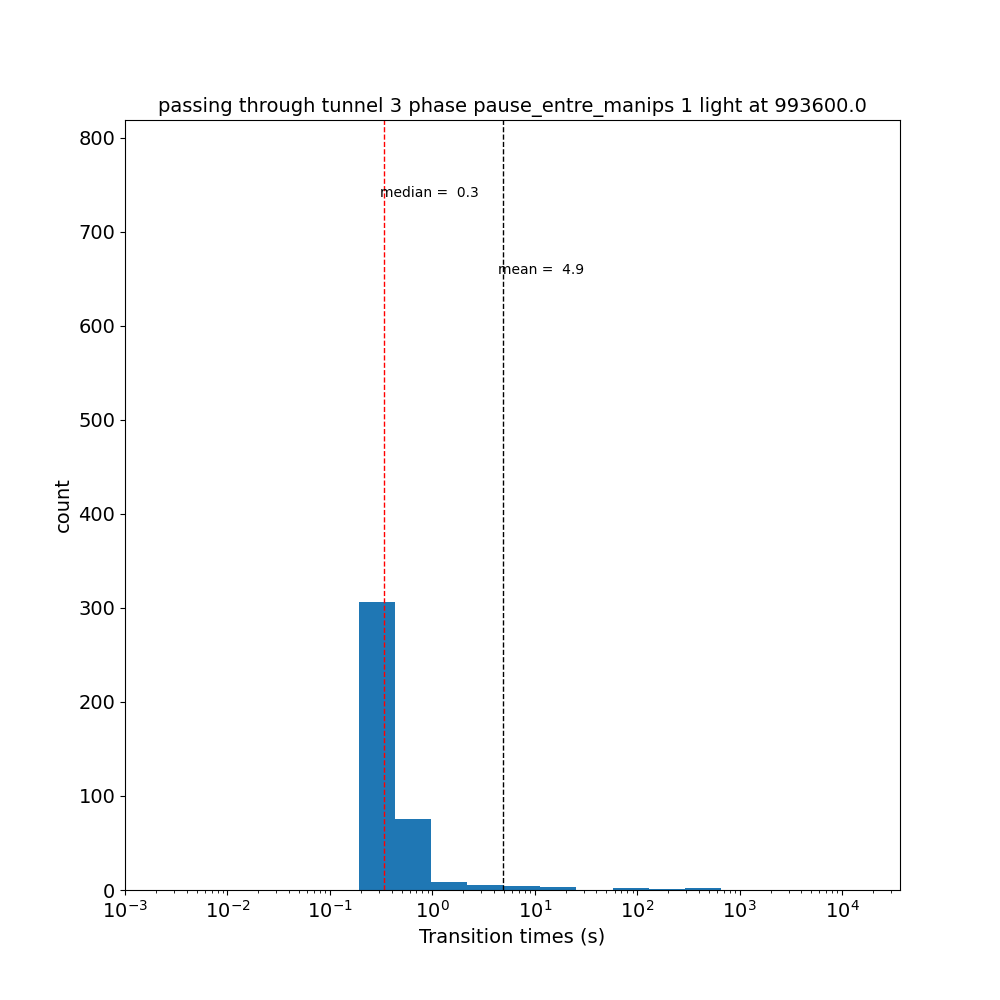 passing through tunnel 3 phase pause_entre_manips 1 light at 993600.0
800
median =  0.3
700
mean =  4.9
600
500
count
400
300
200
100
0
10⁻³ 10⁻² 10⁻¹ 10⁰ 10¹ 10² 10³ 10⁴
Transition times (s)